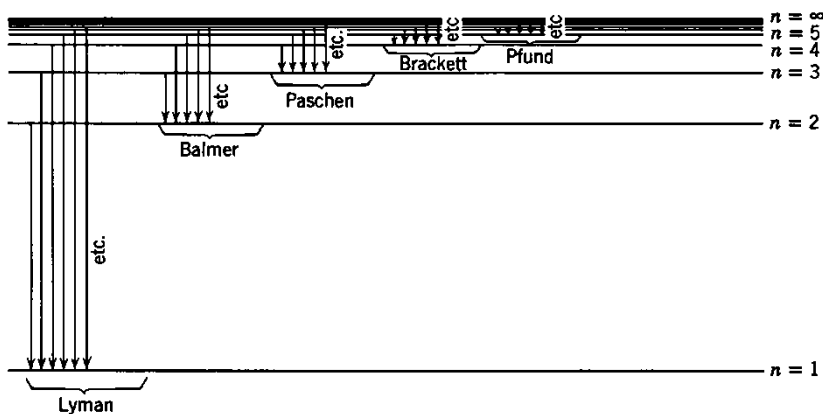 n = ∞
n = 5
n = 4
n = 3
n = 2
n = 1
etc.
etc
etc.
etc
etc
Lyman
Balmer
Paschen
Brackett
Pfund